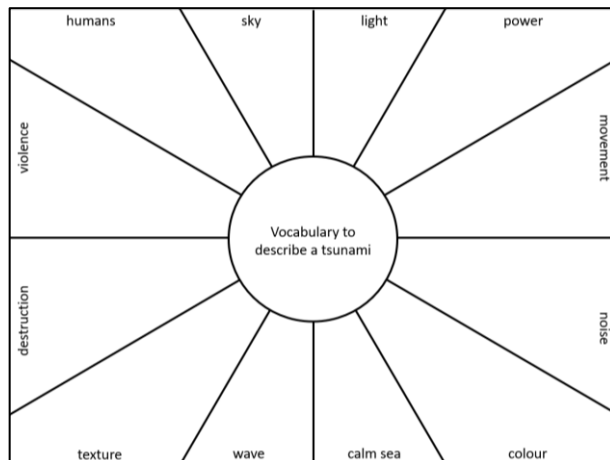 humans
sky
light
power
violence
movement
Vocabulary to
describe a tsunami
destruction
noise
texture
wave
calm sea
colour